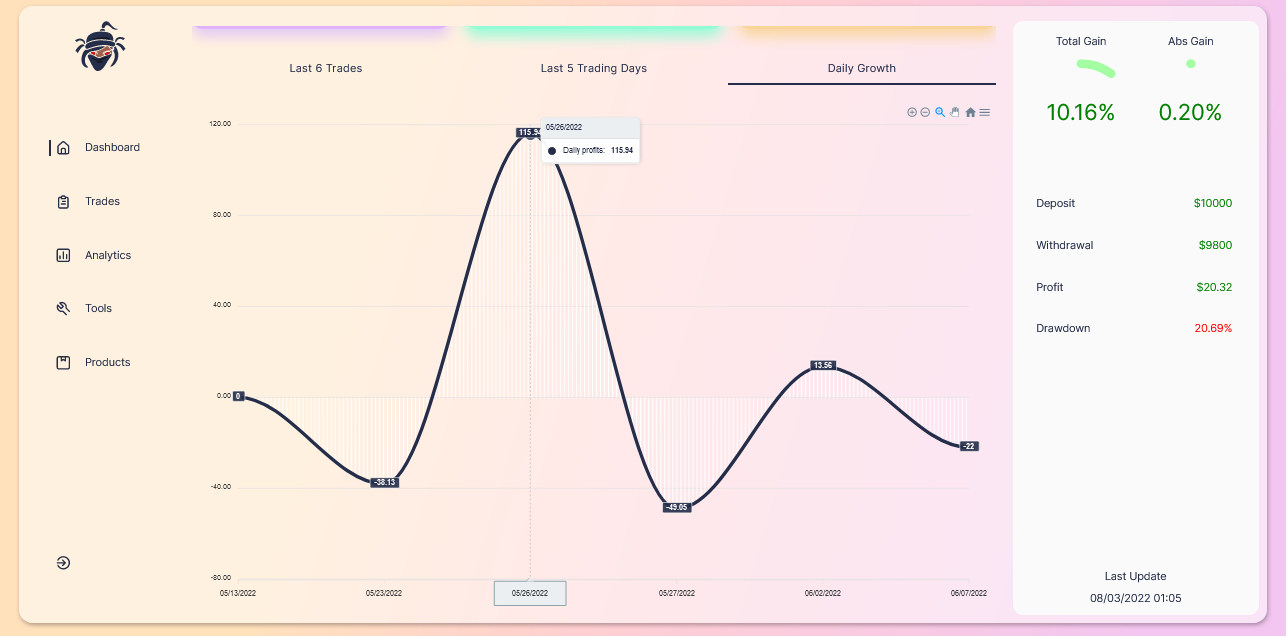 Dashboard
Trades
Analytics
Tools
Products
Last 6 Trades
Last 5 Trading Days
Daily Growth
120.00
80.00
40.00
0.00
-40.00
-80.00
0
-38.13
115.94
-49.05
13.56
-22
05/26/2022
Daily profits: 115.94
05/13/2022
05/23/2022
05/26/2022
05/27/2022
06/02/2022
06/07/2022
Total Gain
Abs Gain
10.16%
0.20%
Deposit $10000
Withdrawal $9800
Profit $20.32
Drawdown 20.69%
Last Update
08/03/2022 01:05